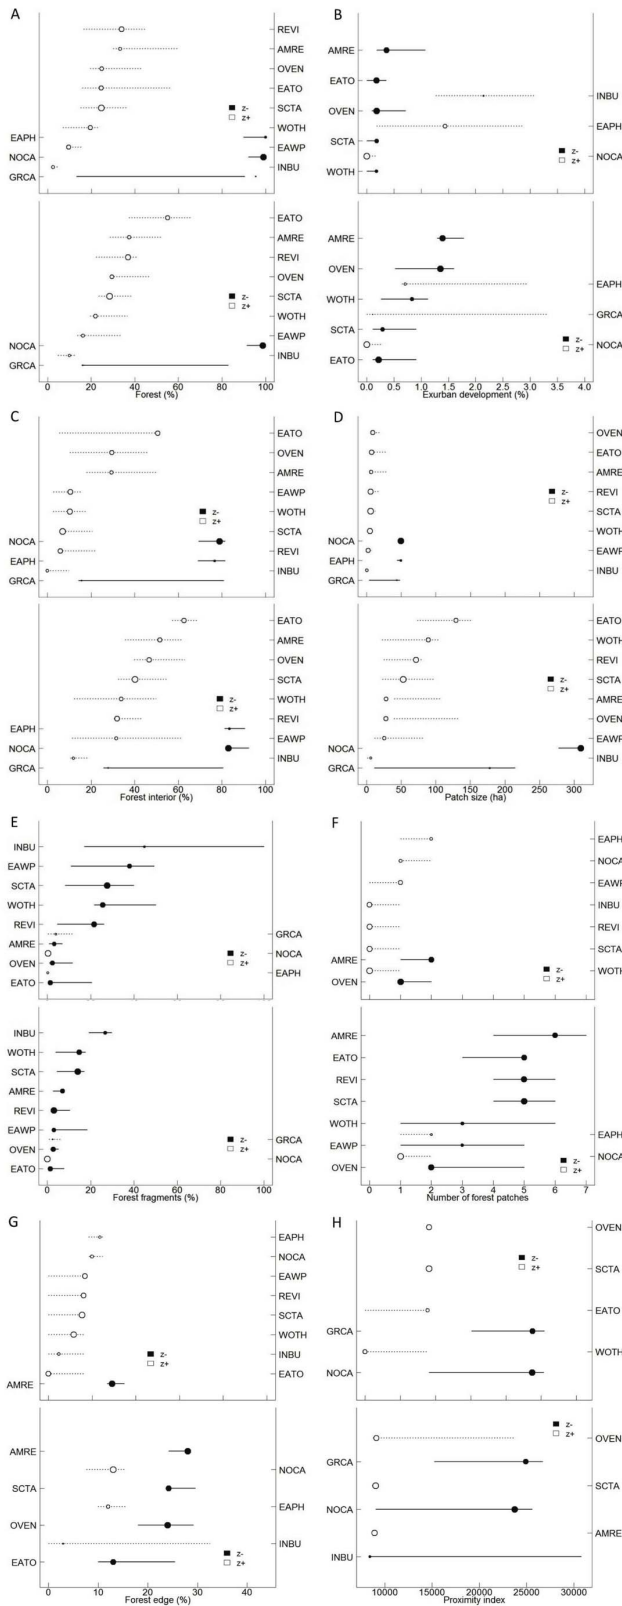 A
REVI
AMRE
OVEN
EATO
SCTA
z-
z+
WOTH
EAPH
EAWP
NOCA
INBU
GRCA
EATO
AMRE
REVI
OVEN
SCTA
z-
z+
WOTH
EAWP
NOCA
INBU
GRCA
0 20 40 60 80 100
Forest (%)
B
AMRE
EATO
INBU
OVEN
EAPH
SCTA
z-
z+
NOCA
WOTH
AMRE
OVEN
EAPH
WOTH
GRCA
SCTA
z-
z+
NOCA
EATO
0.0 0.5 1.0 1.5 2.0 2.5 3.0 3.5 4.0
Exurban development (%)
C
EATO
OVEN
AMRE
EAWP
z-
z+
WOTH
SCTA
NOCA
REVI
EAPH
INBU
GRCA
EATO
AMRE
OVEN
SCTA
z-
z+
WOTH
REVI
EAPH
EAWP
NOCA
INBU
GRCA
0 20 40 60 80 100
Forest interior (%)
D
OVEN
EATO
AMRE
REVI
z-
z+
SCTA
WOTH
NOCA
EAWP
EAPH
INBU
GRCA
EATO
WOTH
REVI
SCTA
z-
z+
AMRE
OVEN
EAWP
NOCA
INBU
GRCA
0 50 100 150 200 250 300
Patch size (ha)
E
INBU
EAWP
SCTA
WOTH
REVI
GRCA
AMRE
z-
z+
NOCA
OVEN
EAPH
EATO
INBU
WOTH
SCTA
AMRE
REVI
EAWP
GRCA
z-
z+
OVEN
NOCA
EATO
0 20 40 60 80 100
Forest fragments (%)
F
EAPH
NOCA
EAWP
INBU
REVI
SCTA
AMRE
z-
z+
WOTH
OVEN
AMRE
EATO
REVI
SCTA
WOTH
EAPH
EAWP
z-
z+
NOCA
OVEN
0 1 2 3 4 5 6 7
Number of forest patches
G
EAPH
NOCA
EAWP
REVI
SCTA
WOTH
z-
z+
INBU
EATO
AMRE
AMRE
NOCA
SCTA
EAPH
OVEN
INBU
z-
z+
EATO
0 10 20 30 40
Forest edge (%)
H
OVEN
z-
z+
SCTA
EATO
GRCA
WOTH
NOCA
z-
z+
OVEN
GRCA
SCTA
NOCA
AMRE
INBU
10000 15000 20000 25000 30000
Proximity index